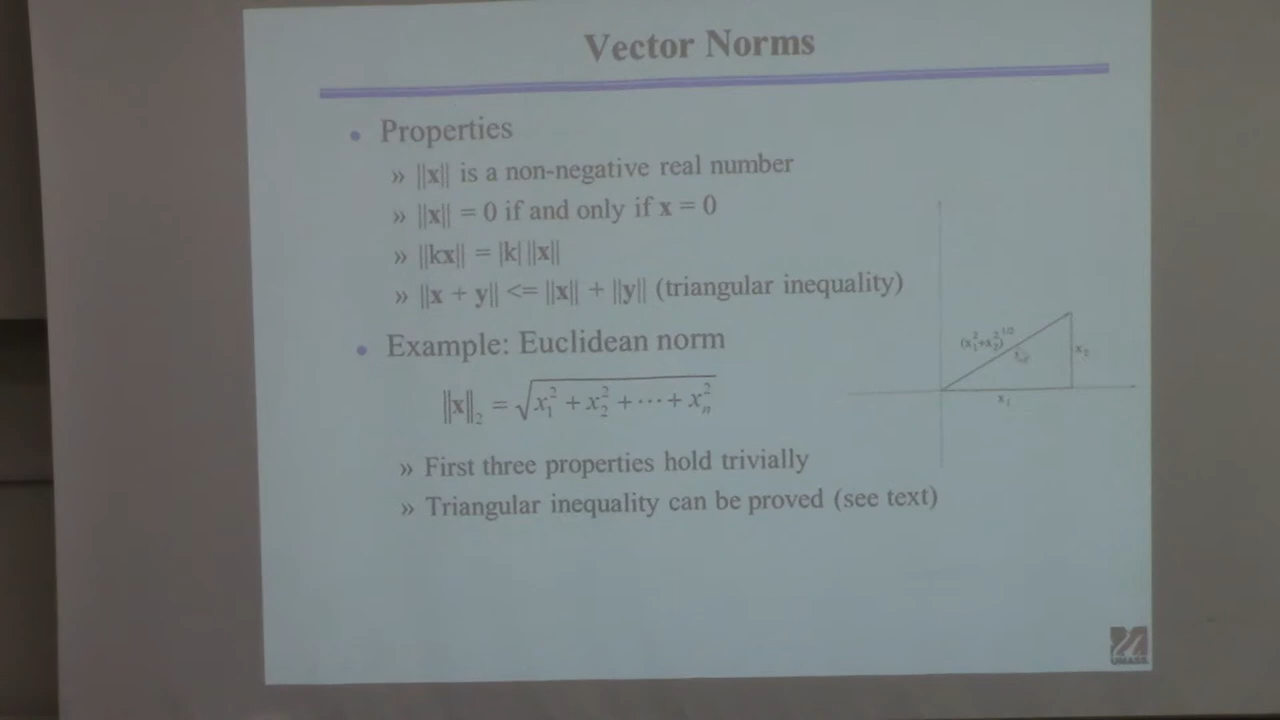 Vector Norms
• Properties
» ||x|| is a non-negative real number
» ||x|| = 0 if and only if x = 0
» ||kx|| = |k| ||x||
» ||x + y|| <= ||x|| + ||y|| (triangular inequality)
• Example: Euclidean norm
||x||₂ = √(x₁² + x₂² + ⋯ + xₙ²)
(x₁²+x₂²)^1/2
x₂
x₁
» First three properties hold trivially
» Triangular inequality can be proved (see text)
UMASS